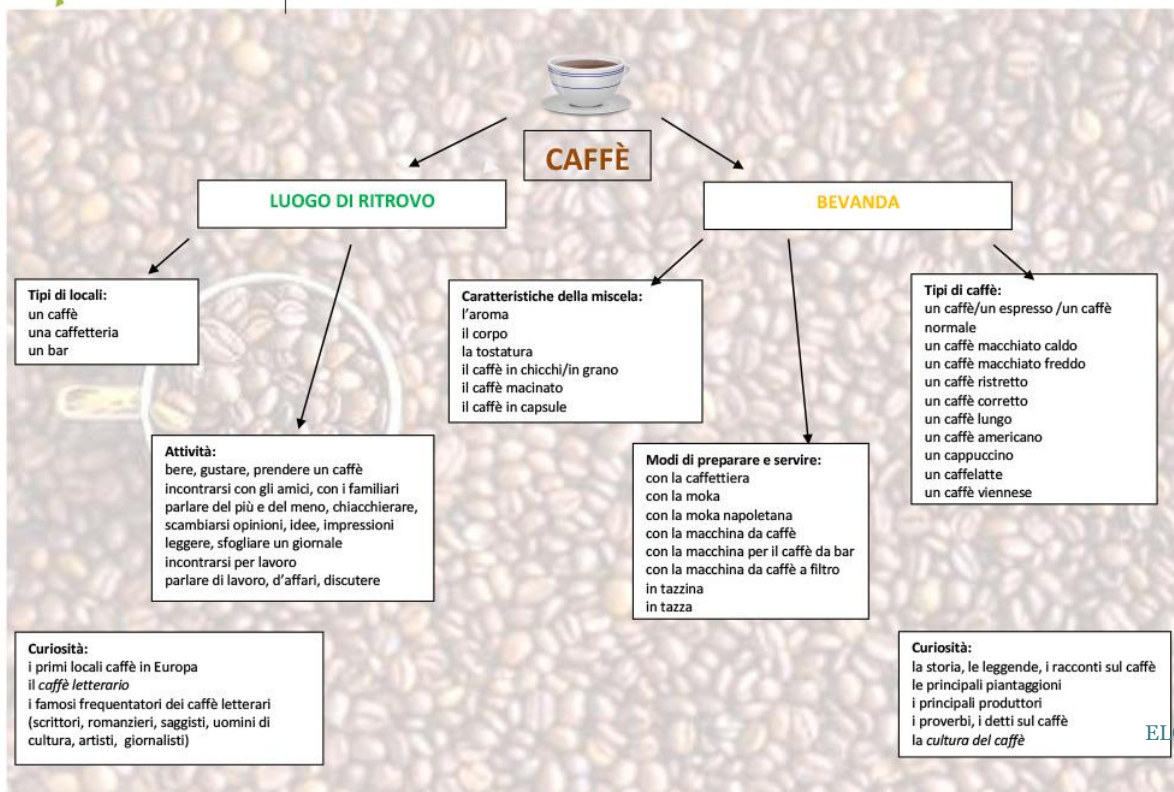 CAFFÈ
LUOGO DI RITROVO
BEVANDA
Tipi di locali:
un caffè
una caffetteria
un bar
Attività:
bere, gustare, prendere un caffè
incontrarsi con gli amici, con i familiari
parlare del più e del meno, chiacchierare,
scambiarsi opinioni, idee, impressioni
leggere, sfogliare un giornale
incontrarsi per lavoro
parlare di lavoro, d'affari, discutere
Curiosità:
i primi locali caffè in Europa
il caffè letterario
i famosi frequentatori dei caffè letterari
(scrittori, romanzieri, saggisti, uomini di
cultura, artisti, giornalisti)
Caratteristiche della miscela:
l'aroma
il corpo
la tostatura
il caffè in chicchi/in grano
il caffè macinato
il caffè in capsule
Modi di preparare e servire:
con la caffettiera
con la moka
con la moka napoletana
con la macchina da caffè
con la macchina per il caffè da bar
con la macchina da caffè a filtro
in tazzina
in tazza
Tipi di caffè:
un caffè/un espresso /un caffè
normale
un caffè macchiato caldo
un caffè macchiato freddo
un caffè ristretto
un caffè corretto
un caffè lungo
un caffè americano
un cappuccino
un caffelatte
un caffè viennese
Curiosità:
la storia, le leggende, i racconti sul caffè
le principali piantaggioni
i principali produttori
i proverbi, i detti sul caffè
la cultura del caffè